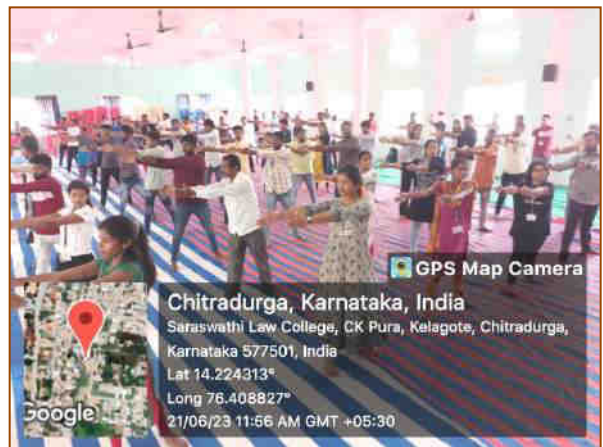 GPS Map Camera
Chitradurga, Karnataka, India
Saraswathi Law College, CK Pura, Kelagote, Chitradurga,
Karnataka 577501, India
Lat 14.224313°
Long 76.408827°
21/06/23 11:56 AM GMT +05:30
Google